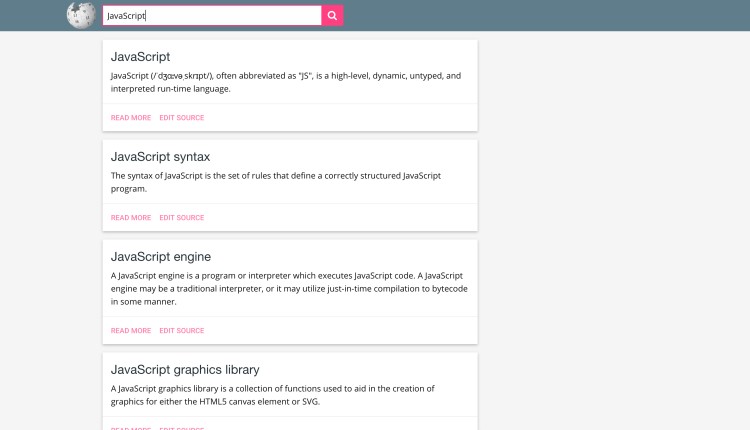 JavaScript
JavaScript
JavaScript (/ˈdʒɑːvəˌskrɪpt/), often abbreviated as "JS", is a high-level, dynamic, untyped, and
interpreted run-time language.
READ MORE EDIT SOURCE
JavaScript syntax
The syntax of JavaScript is the set of rules that define a correctly structured JavaScript
program.
READ MORE EDIT SOURCE
JavaScript engine
A JavaScript engine is a program or interpreter which executes JavaScript code. A JavaScript
engine may be a traditional interpreter, or it may utilize just-in-time compilation to bytecode
in some manner.
READ MORE EDIT SOURCE
JavaScript graphics library
A JavaScript graphics library is a collection of functions used to aid in the creation of
graphics for either the HTML5 canvas element or SVG.
READ MORE EDIT SOURCE